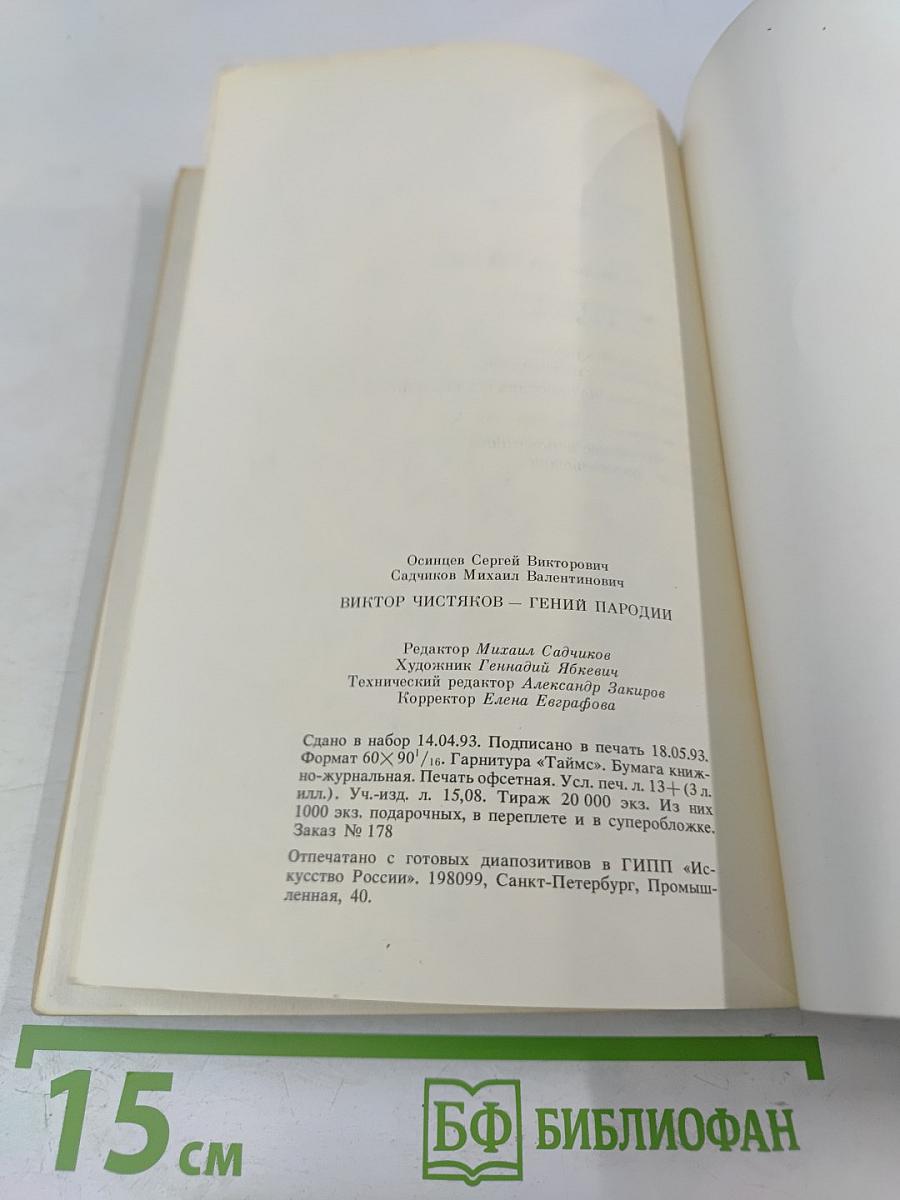 Осинцев Сергей Викторович
Садчиков Михаил Валентинович
ВИКТОР ЧИСТЯКОВ — ГЕНИЙ ПАРОДИИ
Редактор Михаил Садчиков
Художник Геннадий Ябкевич
Технический редактор Александр Закиров
Корректор Елена Евграфова
Сдано в набор 14.04.93. Подписано в печать 18.05.93.
Формат 60×90¹/₁₆. Гарнитура «Таймс». Бумага книж-
но-журнальная. Печать офсетная. Усл. печ. л. 13+(3 л.
илл.). Уч.-изд. л. 15,08. Тираж 20 000 экз. Из них
1000 экз. подарочных, в переплете и в суперобложке.
Заказ № 178
Отпечатано с готовых диапозитивов в ГИПП «Ис-
кусство России». 198099, Санкт-Петербург, Промыш-
ленная, 40.
15 см
БФ БИБЛИОФАН